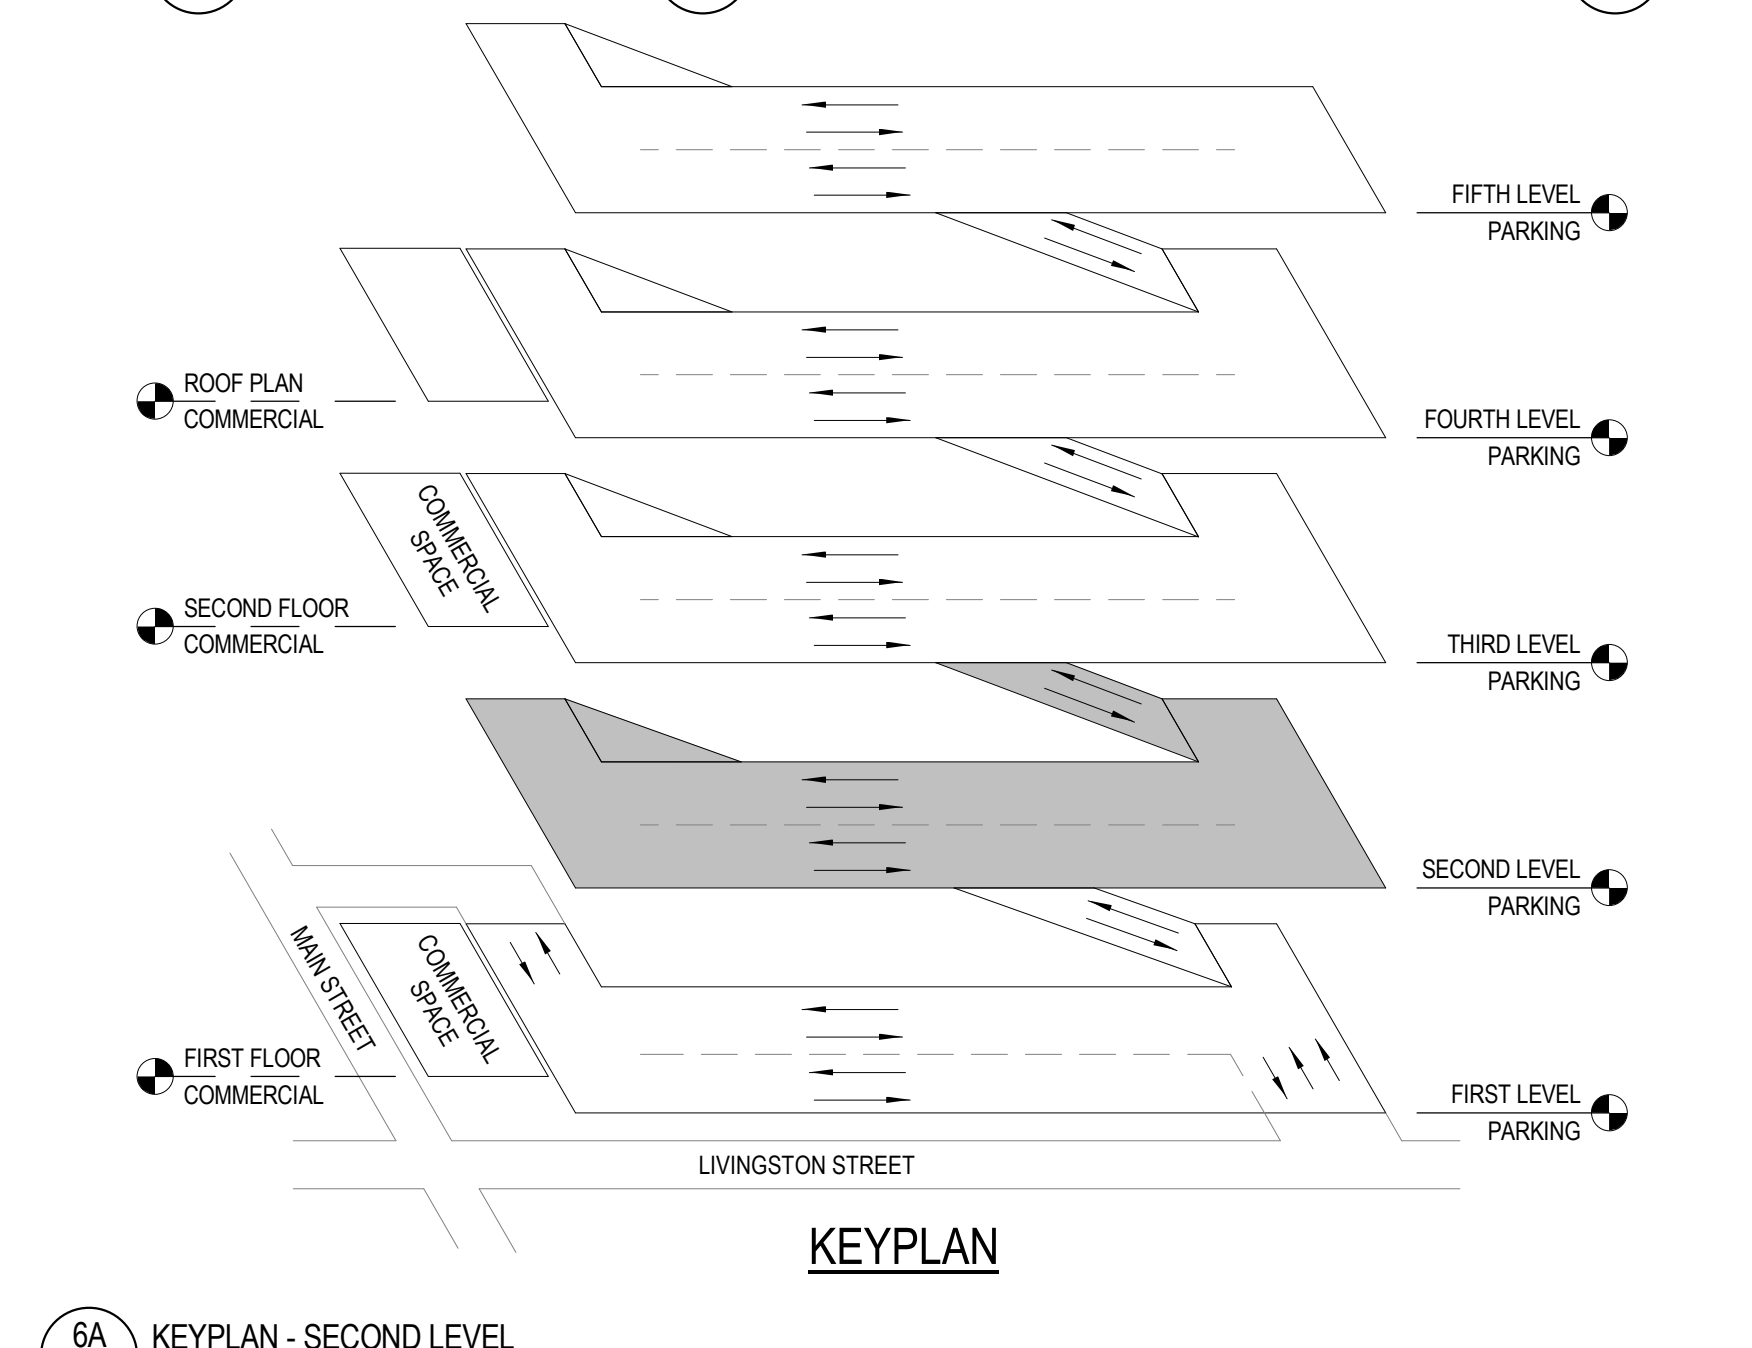 FIFTH LEVEL
PARKING
ROOF PLAN
COMMERCIAL
FOURTH LEVEL
PARKING
COMMERCIAL
SPACE
SECOND FLOOR
COMMERCIAL
THIRD LEVEL
PARKING
SECOND LEVEL
PARKING
MAIN STREET
COMMERCIAL
SPACE
FIRST FLOOR
COMMERCIAL
FIRST LEVEL
PARKING
LIVINGSTON STREET
KEYPLAN
6A
KEYPLAN - SECOND LEVEL